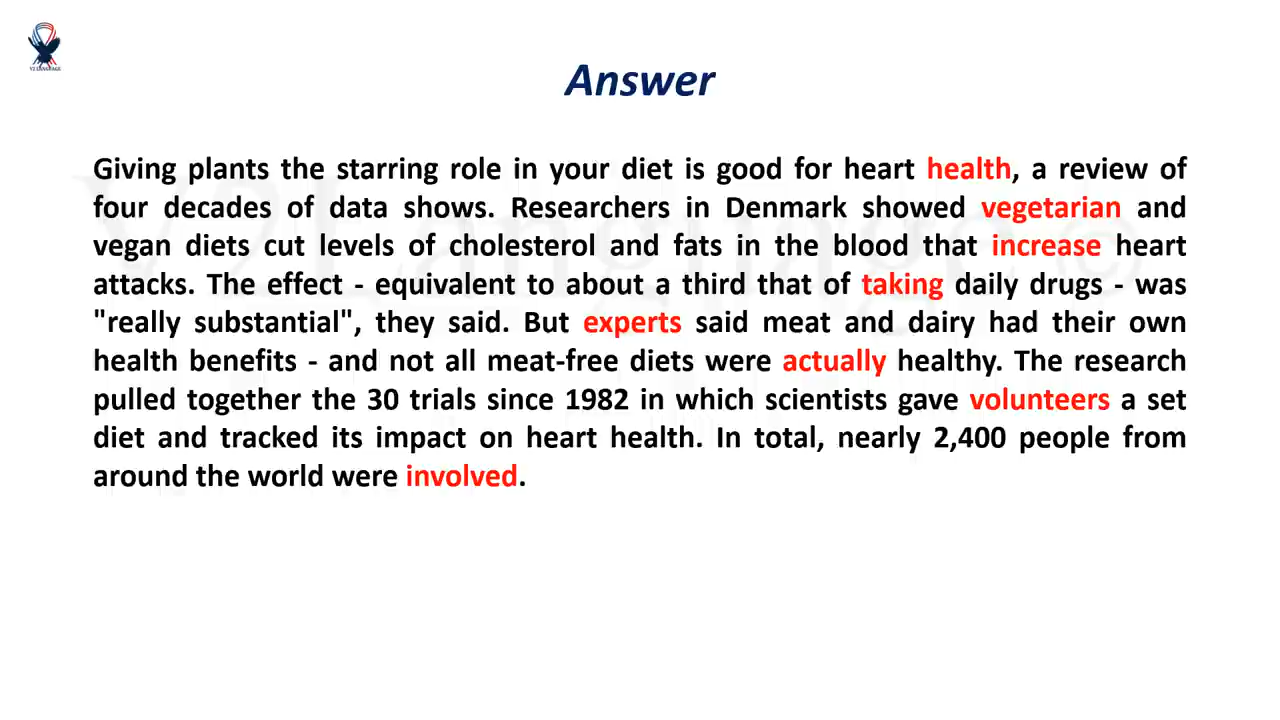 V2 LANGUAGE
Answer
Giving plants the starring role in your diet is good for heart health, a review of
four decades of data shows. Researchers in Denmark showed vegetarian and
vegan diets cut levels of cholesterol and fats in the blood that increase heart
attacks. The effect - equivalent to about a third that of taking daily drugs - was
"really substantial", they said. But experts said meat and dairy had their own
health benefits - and not all meat-free diets were actually healthy. The research
pulled together the 30 trials since 1982 in which scientists gave volunteers a set
diet and tracked its impact on heart health. In total, nearly 2,400 people from
around the world were involved.